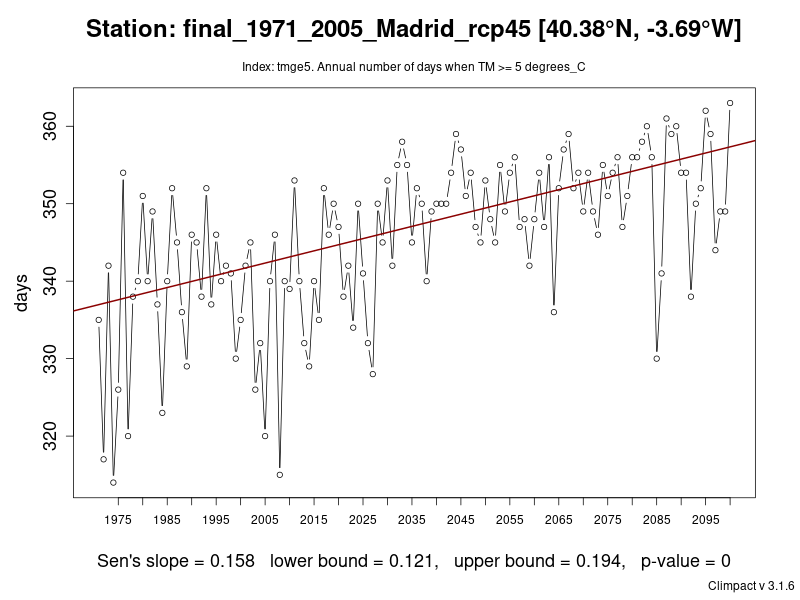 Station: final_1971_2005_Madrid_rcp45 [40.38°N, -3.69°W]
Index: tmge5. Annual number of days when TM >= 5 degrees_C
days
360
350
340
330
320
1975 1985 1995 2005 2015 2025 2035 2045 2055 2065 2075 2085 2095
Sen's slope = 0.158 lower bound = 0.121, upper bound = 0.194, p-value = 0
Climpact v 3.1.6